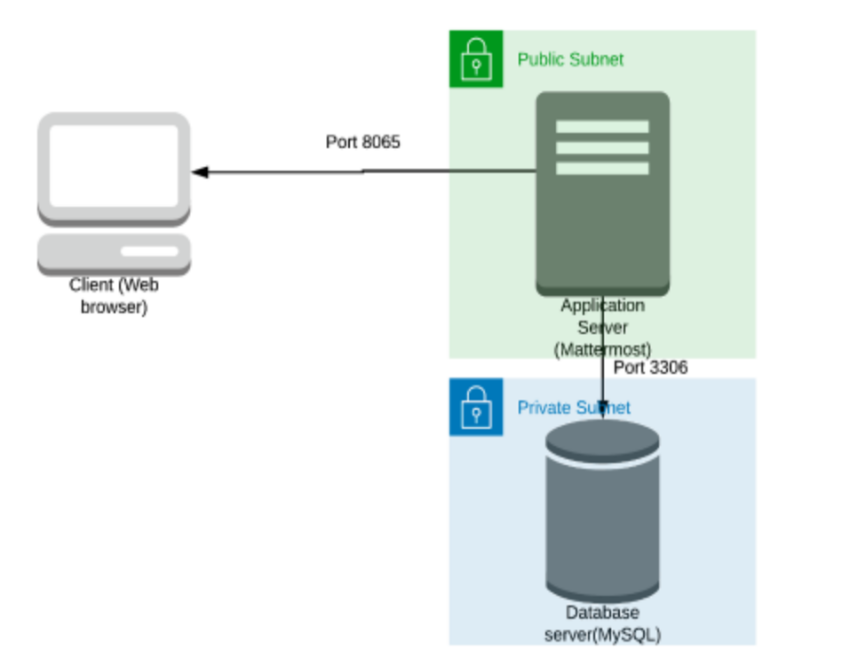 Public Subnet
Port 8065
Client (Web
browser)
Application
Server
(Mattermost)
Port 3306
Private Subnet
Database
server(MySQL)